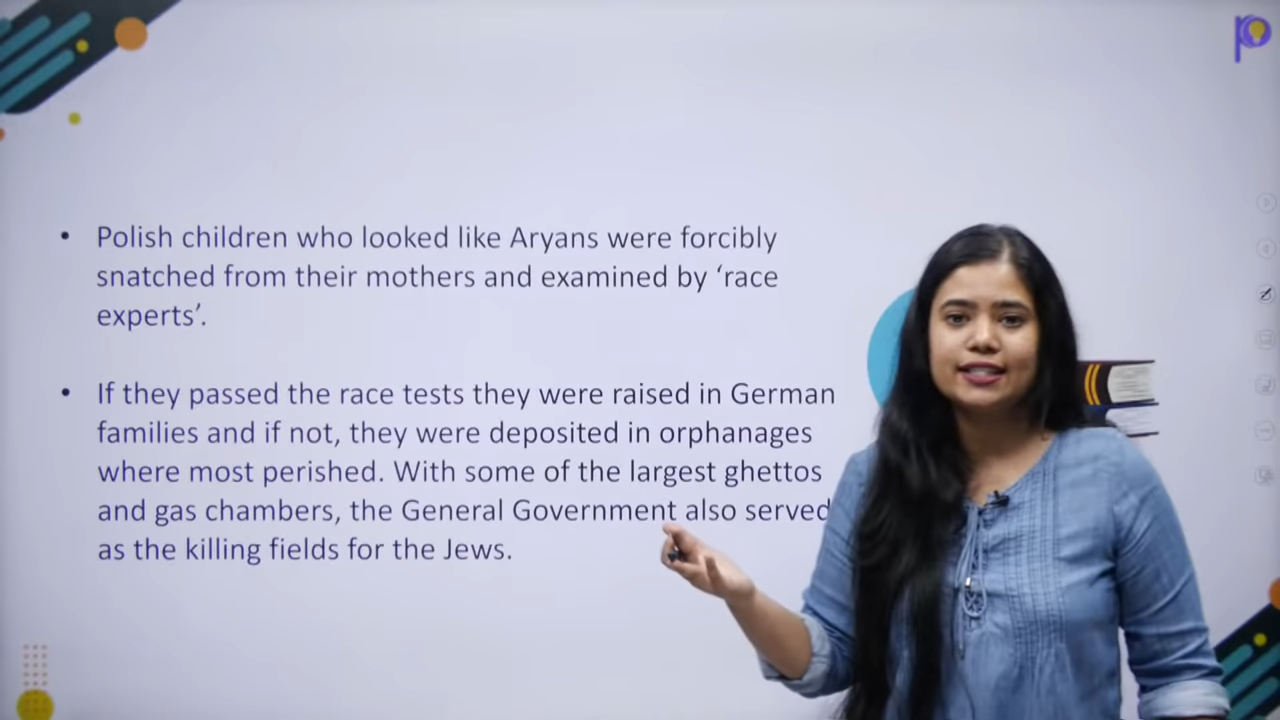 • Polish children who looked like Aryans were forcibly
snatched from their mothers and examined by ‘race
experts’.
• If they passed the race tests they were raised in German
families and if not, they were deposited in orphanages
where most perished. With some of the largest ghettos
and gas chambers, the General Government also served
as the killing fields for the Jews.